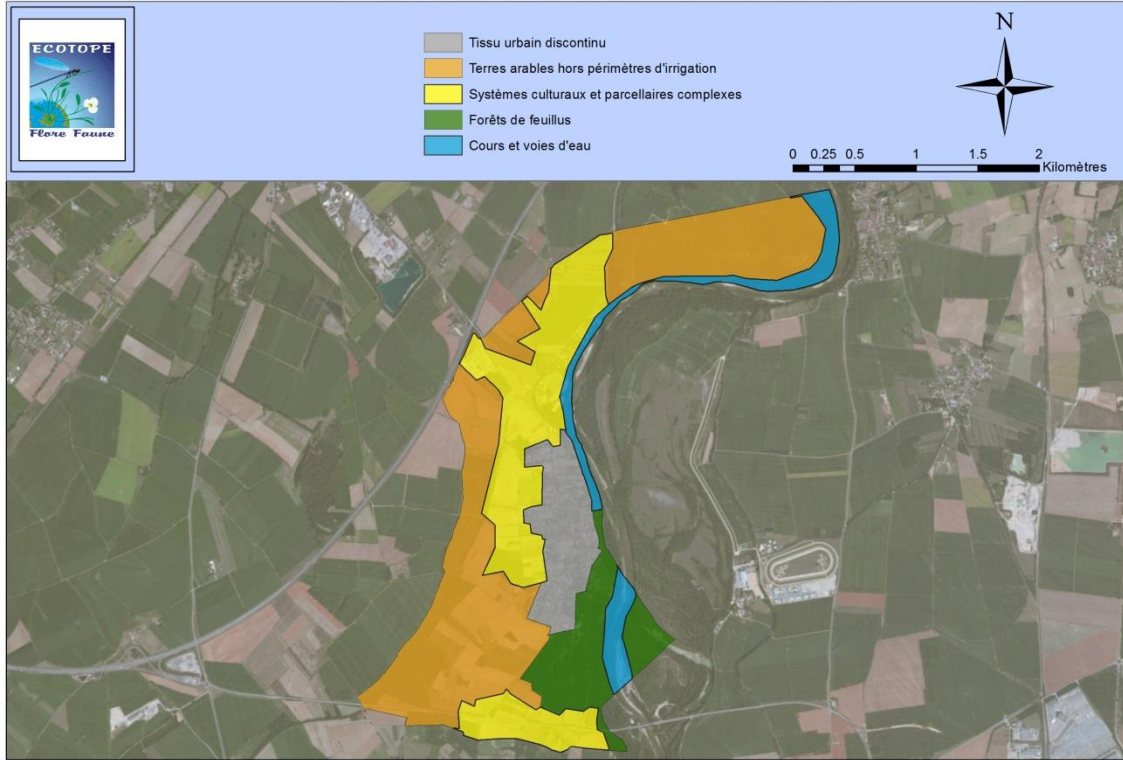 ECOTOPE
Flore Faune
Tissu urbain discontinu
Terres arables hors périmètres d'irrigation
Systèmes culturaux et parcellaires complexes
Forêts de feuillus
Cours et voies d'eau
N
0 0.25 0.5 1 1.5 2
Kilomètres